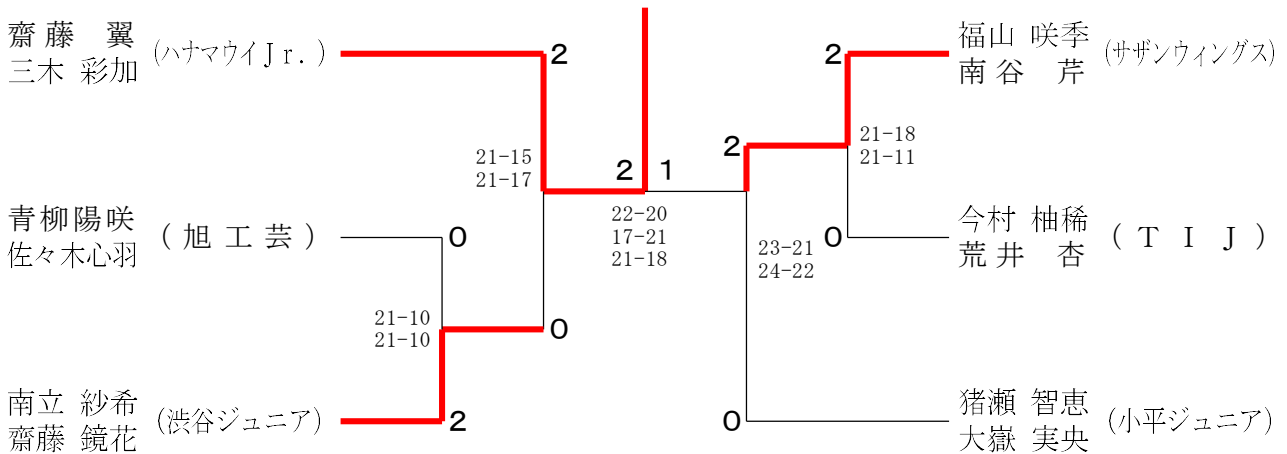 齋藤 翼
三木 彩加
(ハナマウイJr.)
2
21-15
21-17
青柳陽咲
佐々木心羽
(旭工芸)
0
21-10
21-10
0
南立 紗希
齋藤 鏡花
(渋谷ジュニア)
2
2 1
22-20
17-21
21-18
福山 咲季
南谷 芹
(サザンウィングス)
2
21-18
21-11
2
今村 柚稀
荒井 杏
(TIJ)
0
23-21
24-22
猪瀬 智恵
大嶽 実央
(小平ジュニア)
0